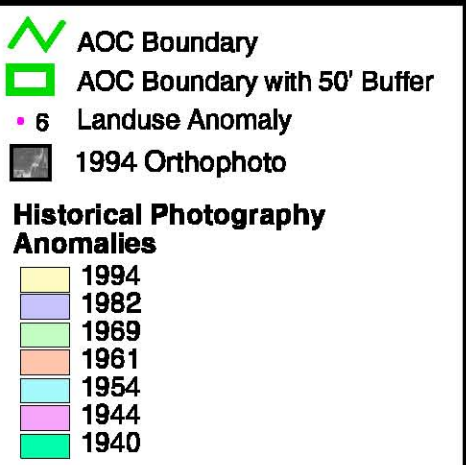 AOC Boundary
AOC Boundary with 50' Buffer
6 Landuse Anomaly
1994 Orthophoto
Historical Photography
Anomalies
1994
1982
1969
1961
1954
1944
1940